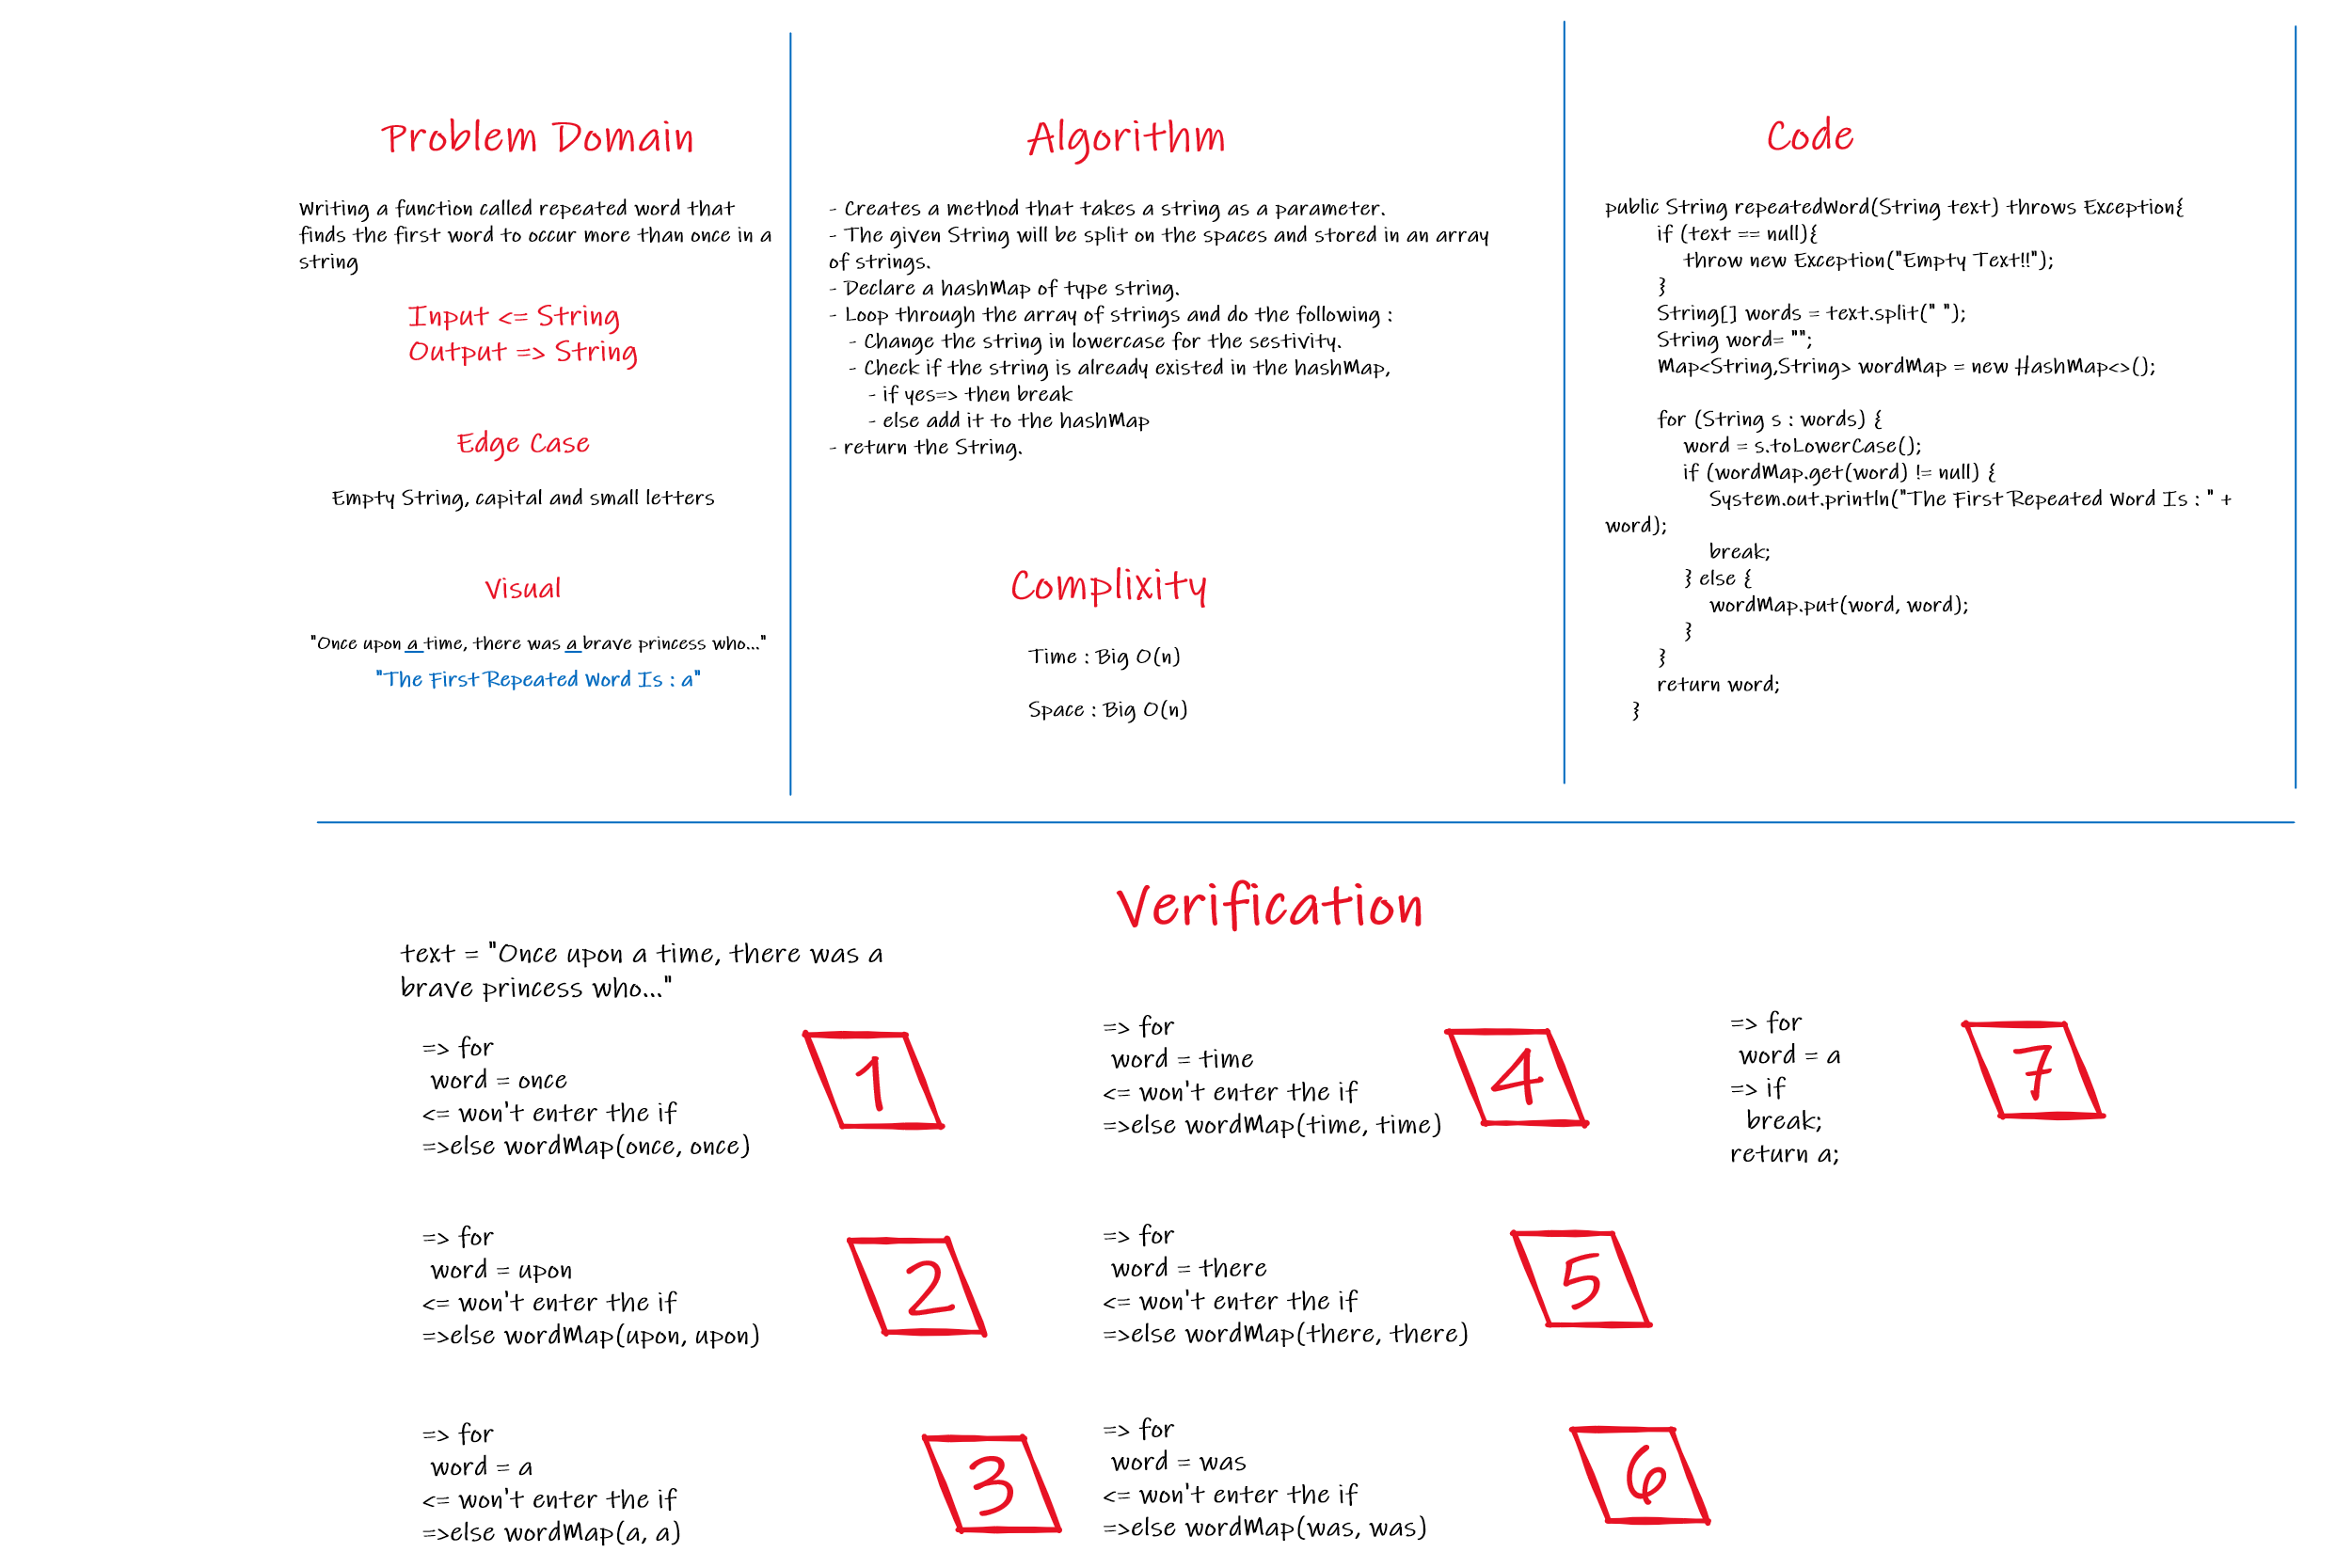 Problem Domain
Writing a function called repeated word that
finds the first word to occur more than once in a
string
Input <= String
Output => String
Edge Case
Empty String, capital and small letters
Visual
"Once upon a time, there was a brave princess who..."
"The First Repeated Word Is : a"
Algorithm
- Creates a method that takes a string as a parameter.
- The given String will be split on the spaces and stored in an array
of strings.
- Declare a hashMap of type string.
- Loop through the array of strings and do the following :
- Change the string in lowercase for the sestivity.
- Check if the string is already existed in the hashMap,
- if yes=> then break
- else add it to the hashMap
- return the String.
Complixity
Time : Big O(n)
Space : Big O(n)
Code
public String repeatedWord(String text) throws Exception{
if (text == null){
throw new Exception("Empty Text!!");
}
String[] words = text.split(" ");
String word= "";
Map<String,String> wordMap = new HashMap<>();
for (String s : words) {
word = s.toLowerCase();
if (wordMap.get(word) != null) {
System.out.println("The First Repeated Word Is : " +
word);
break;
} else {
wordMap.put(word, word);
}
}
return word;
}
Verification
text = "Once upon a time, there was a
brave princess who..."
=> for
word = once
<= won't enter the if
=>else wordMap(once, once)
1
=> for
word = upon
<= won't enter the if
=>else wordMap(upon, upon)
2
=> for
word = a
<= won't enter the if
=>else wordMap(a, a)
3
=> for
word = time
<= won't enter the if
=>else wordMap(time, time)
4
=> for
word = there
<= won't enter the if
=>else wordMap(there, there)
5
=> for
word = was
<= won't enter the if
=>else wordMap(was, was)
6
=> for
word = a
=> if
break;
return a;
7